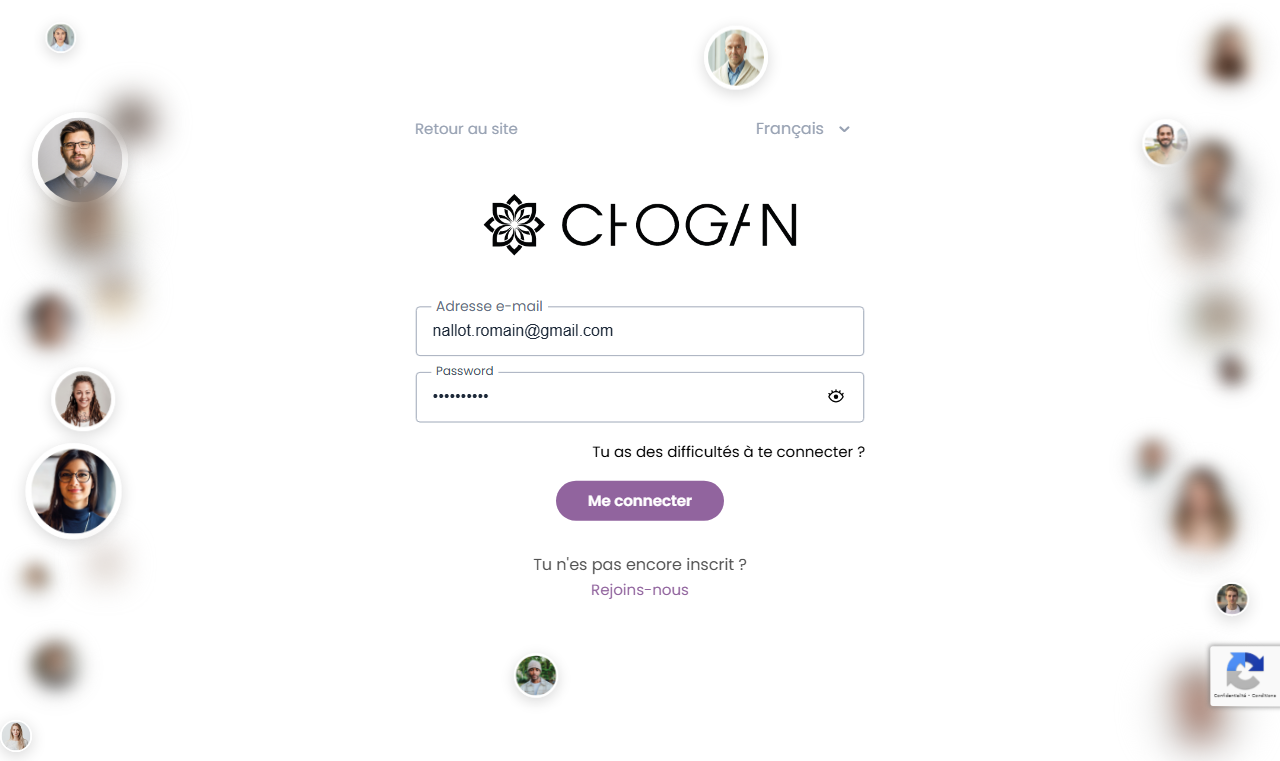 Retour au site
Français
CHOGAN
Adresse e-mail
nallot.romain@gmail.com
Password
••••••••••
Tu as des difficultés à te connecter ?
Me connecter
Tu n'es pas encore inscrit ?
Rejoins-nous
Confidentialité - Conditions